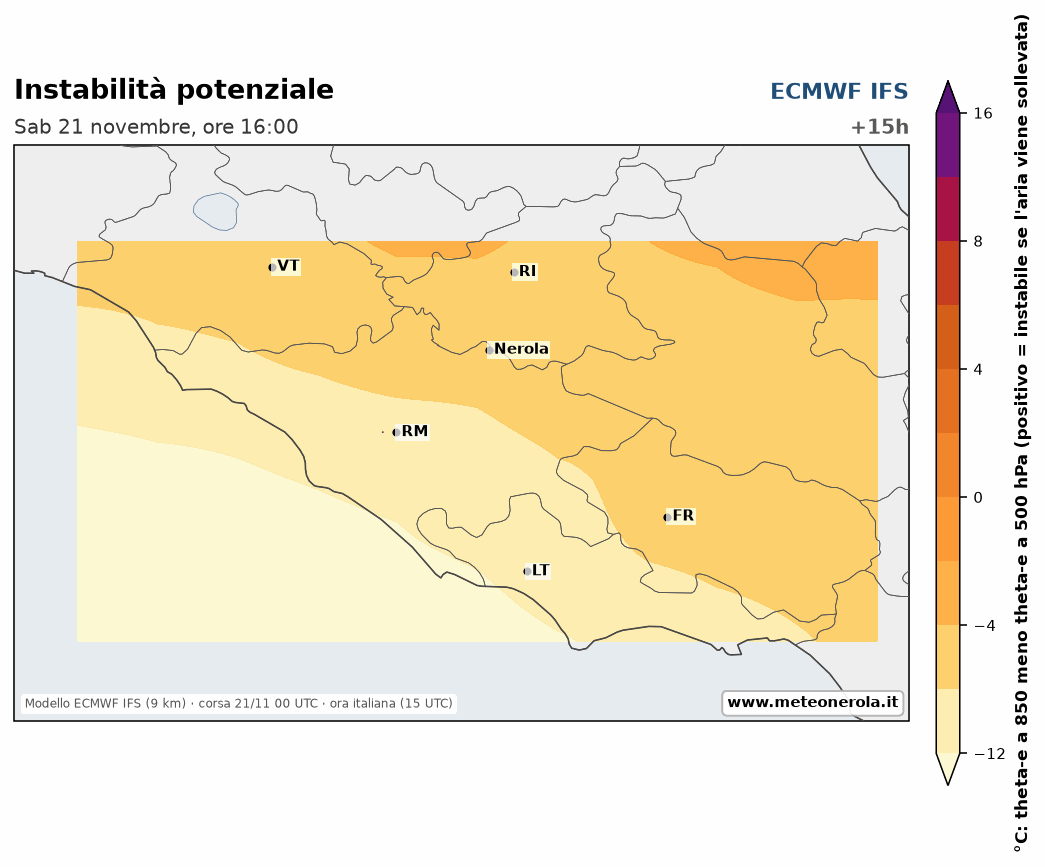 Instabilità potenziale
ECMWF IFS
Sab 21 novembre, ore 16:00
+15h
VT
RI
Nerola
RM
FR
LT
Modello ECMWF IFS (9 km) · corsa 21/11 00 UTC · ora italiana (15 UTC)
www.meteonerola.it
16
8
4
0
−4
−12
°C: theta-e a 850 meno theta-e a 500 hPa (positivo = instabile se l'aria viene sollevata)